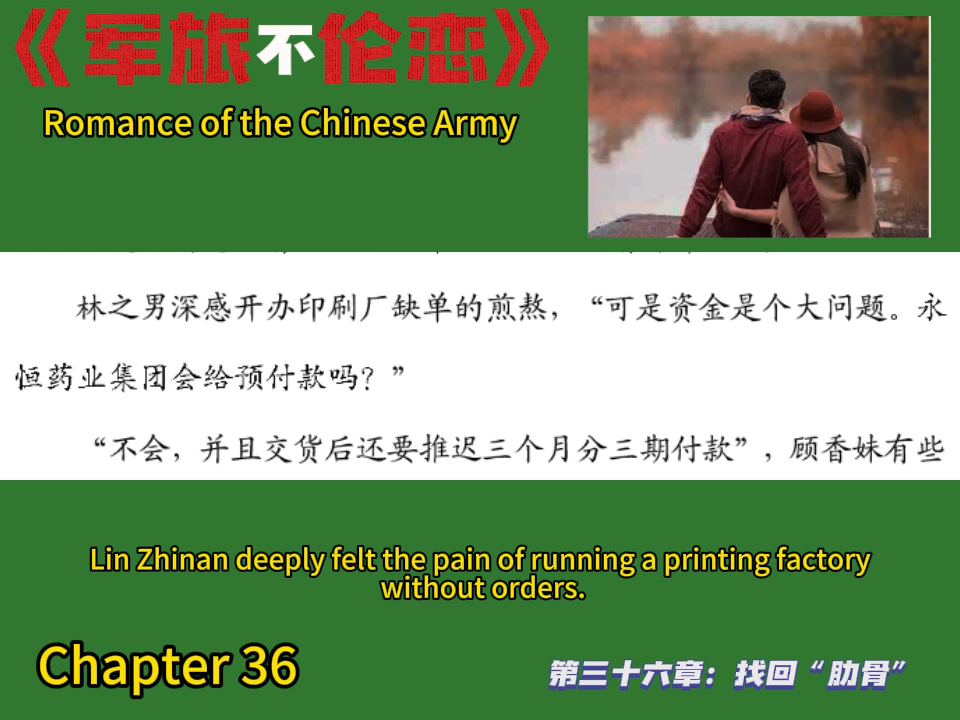 《军旅不伦恋》
Romance of the Chinese Army
林之男深感开办印刷厂缺单的煎熬，“可是资金是个大问题。永
恒药业集团会给预付款吗？”
“不会，并且交货后还要推迟三个月分三期付款”，顾香妹有些
Lin Zhinan deeply felt the pain of running a printing factory
without orders.
Chapter 36
第三十六章：找回“肋骨”